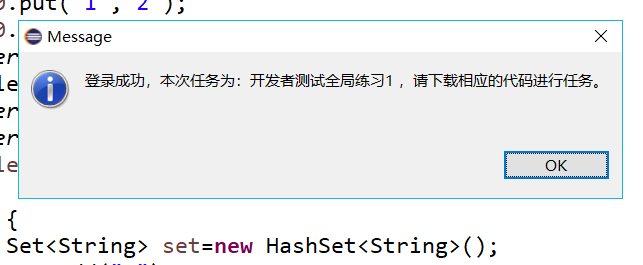 .put("1","2");
Message
登录成功，本次任务为：开发者测试全局练习1 ，请下载相应的代码进行任务。
OK
{
Set<String> set=new HashSet<String>();